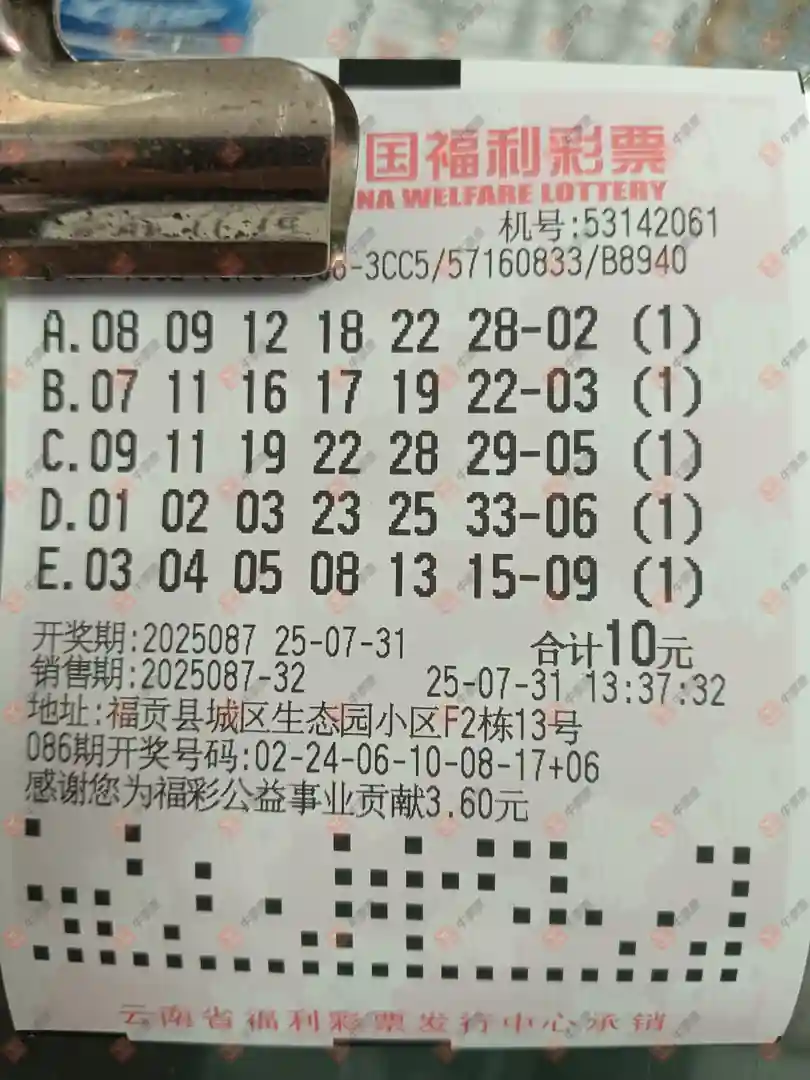 国福利彩票
NA WELFARE LOTTERY
机号:53142061
-3CC5/57160833/B8940
A.08 09 12 18 22 28-02 (1)
B.07 11 16 17 19 22-03 (1)
C.09 11 19 22 28 29-05 (1)
D.01 02 03 23 25 33-06 (1)
E.03 04 05 08 13 15-09 (1)
开奖期:2025087 25-07-31 合计10元
销售期:2025087-32 25-07-31 13:37:32
地址:福贡县城区生态园小区F2栋13号
086期开奖号码:02-24-06-10-08-17+06
感谢您为福彩公益事业贡献3.60元
云南省福利彩票发行中心承销